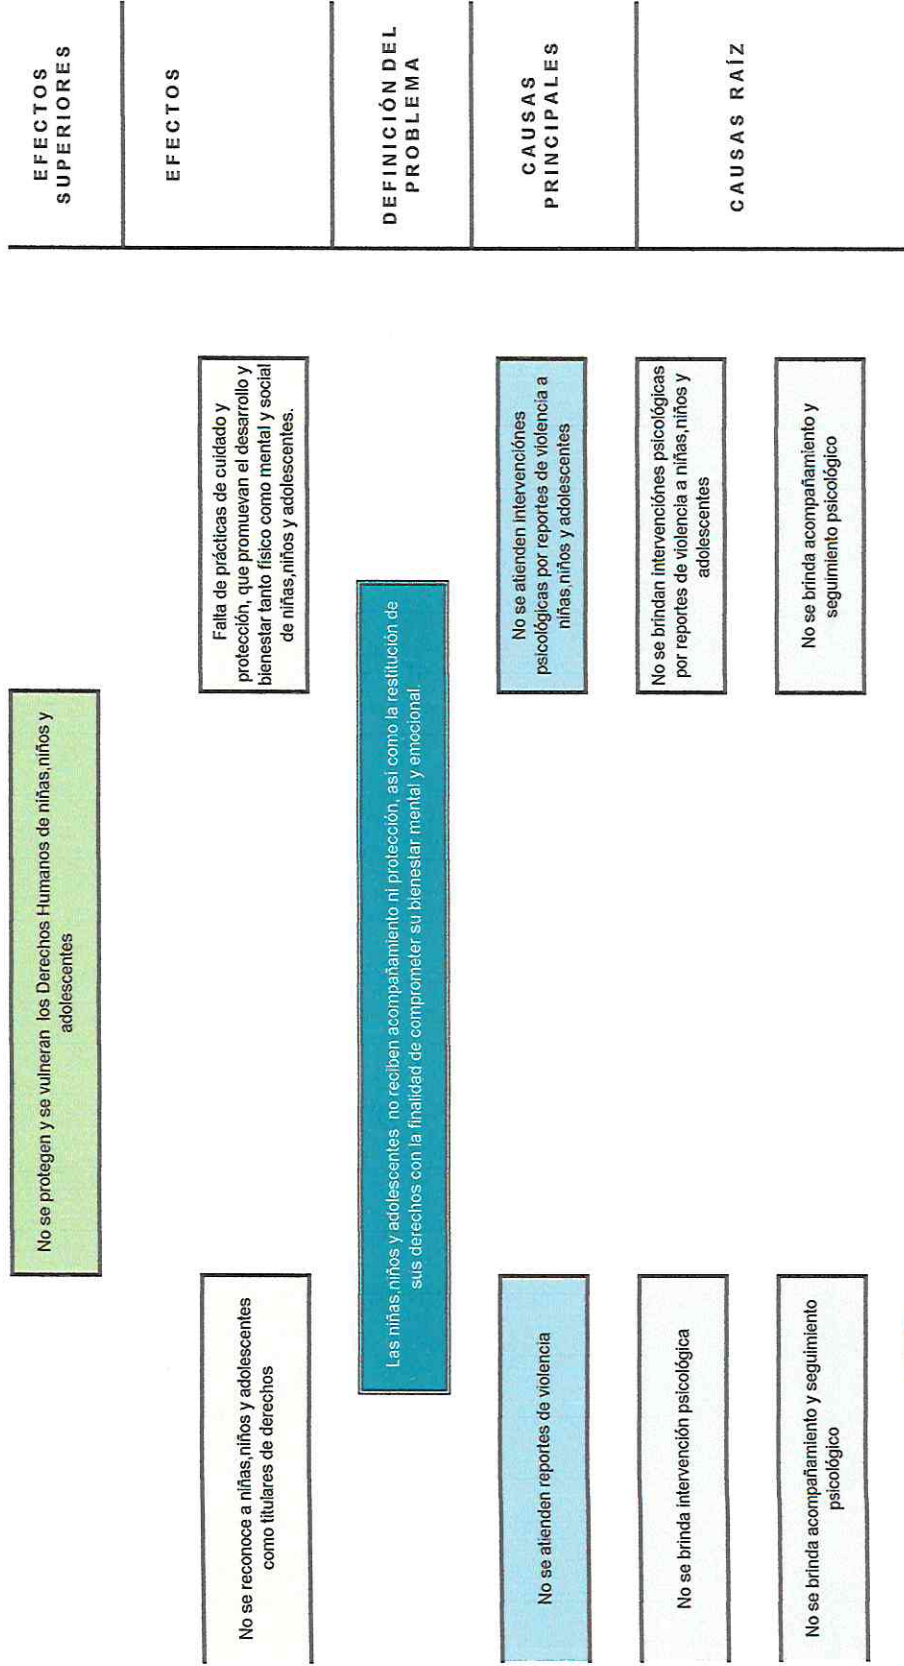 No se protegen y se vulneran los Derechos Humanos de niñas,niños y
adolescentes
EFECTOS
SUPERIORES
No se reconoce a niñas,niños y adolescentes
como titulares de derechos
Falta de prácticas de cuidado y
protección, que promuevan el desarrollo y
bienestar tanto físico como mental y social
de niñas,niños y adolescentes.
EFECTOS
Las niñas,niños y adolescentes no reciben acompañamiento ni protección, así como la restitución de
sus derechos con la finalidad de comprometer su bienestar mental y emocional.
DEFINICIÓN DEL
PROBLEMA
No se atienden reportes de violencia
No se atienden intervenciónes
psicológicas por reportes de violencia a
niñas,niños y adolescentes
CAUSAS
PRINCIPALES
No se brinda intervención psicológica
No se brindan intervenciónes psicológicas
por reportes de violencia a niñas,niños y
adolescentes
CAUSAS RAÍZ
No se brinda acompañamiento y seguimiento
psicológico
No se brinda acompañamiento y
seguimiento psicológico